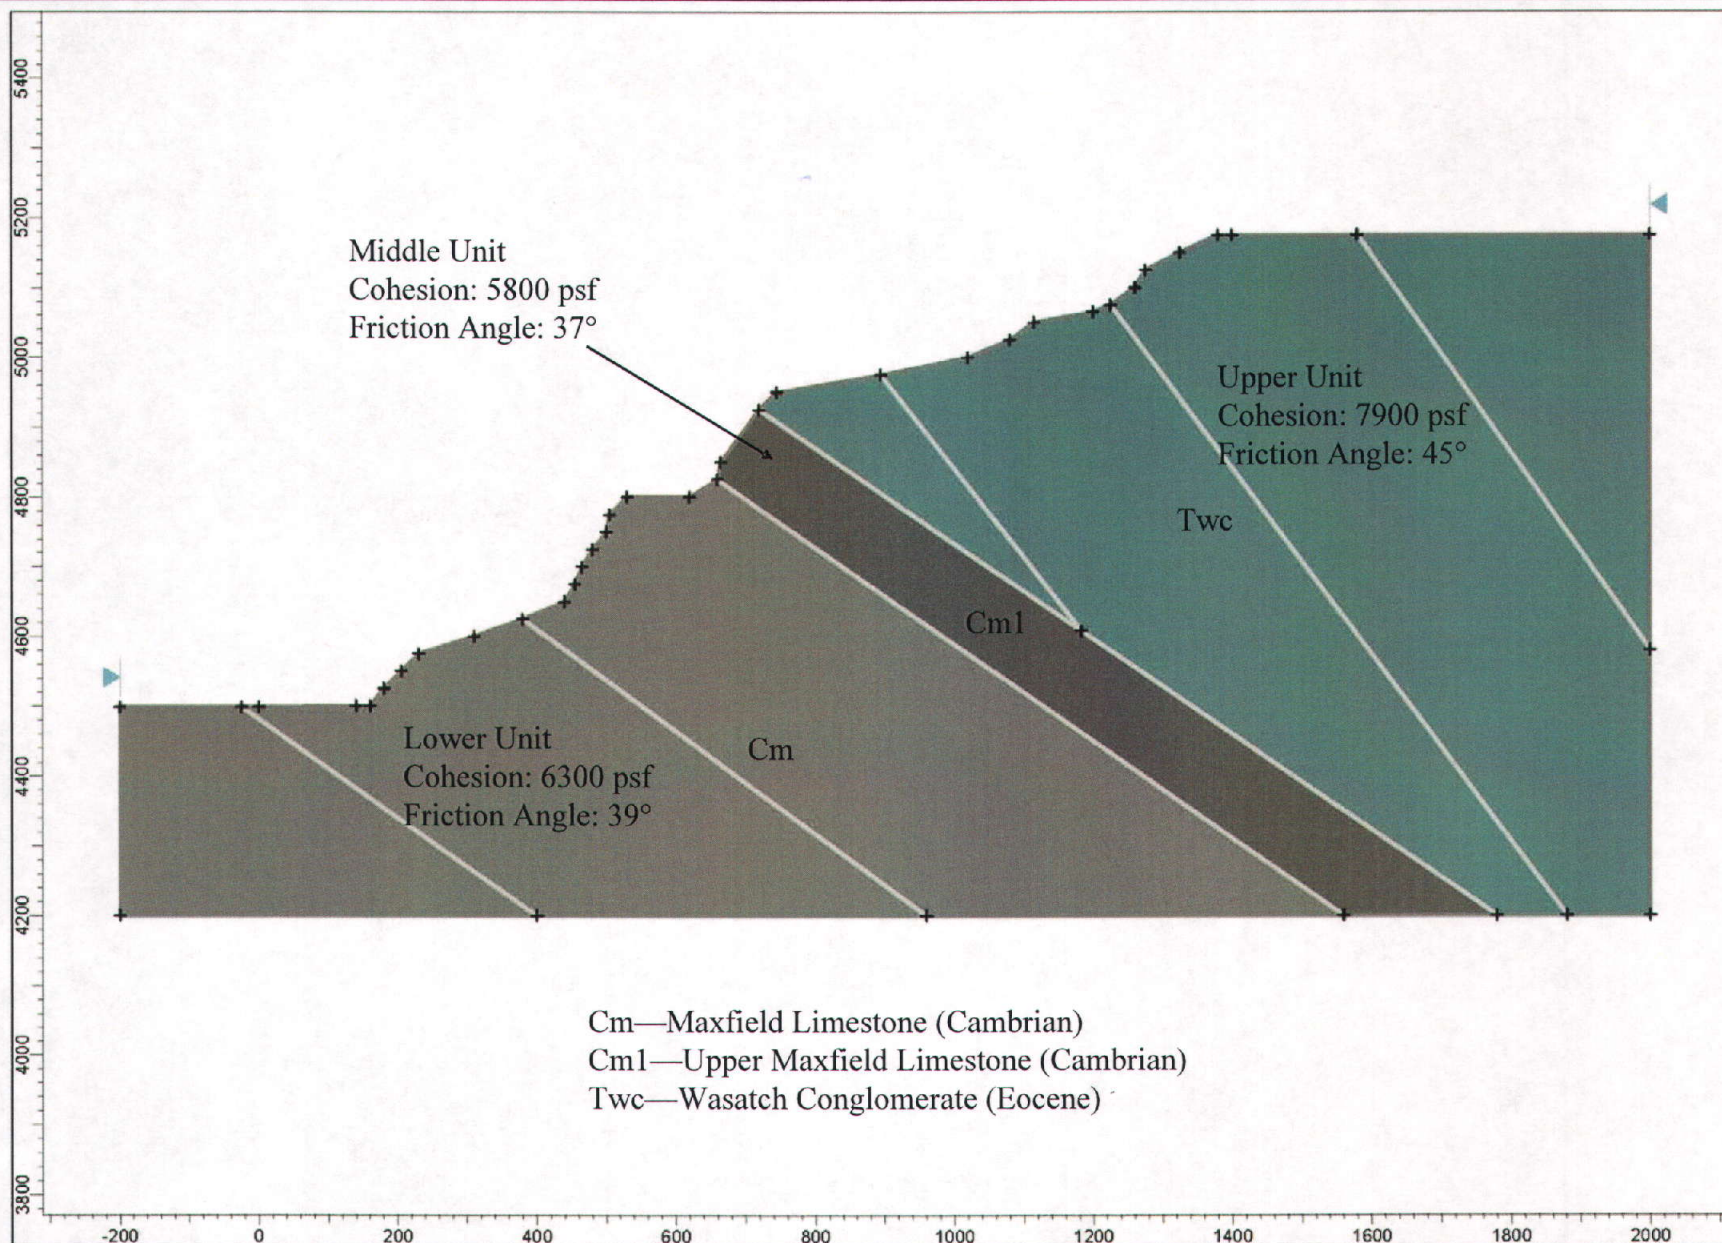 5400
5200
5000
4800
4600
4400
4200
4000
3800
Middle Unit
Cohesion: 5800 psf
Friction Angle: 37°
Upper Unit
Cohesion: 7900 psf
Friction Angle: 45°
Twc
Cm1
Lower Unit
Cohesion: 6300 psf
Friction Angle: 39°
Cm
Cm—Maxfield Limestone (Cambrian)
Cm1—Upper Maxfield Limestone (Cambrian)
Twc—Wasatch Conglomerate (Eocene)
-200 0 200 400 600 800 1000 1200 1400 1600 1800 2000